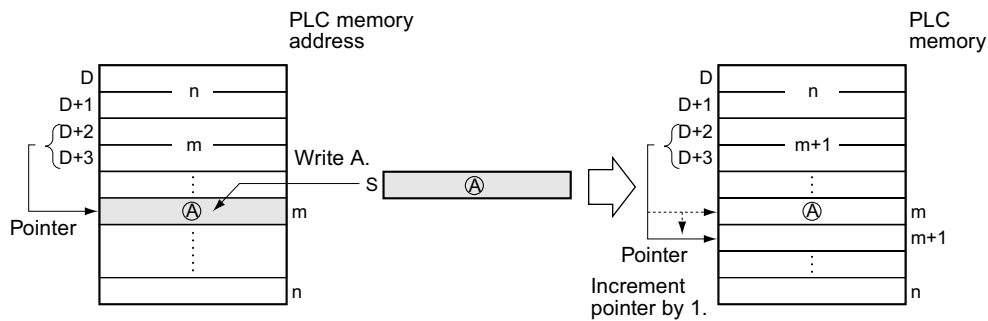 PLC memory
address
D
n
D+1
D+2
m
D+3
Write A.
S
Ⓐ
Ⓐ
m
Pointer
n
PLC
memory
D
n
D+1
D+2
m+1
D+3
Ⓐ
m
m+1
Pointer
Increment
pointer by 1.
n